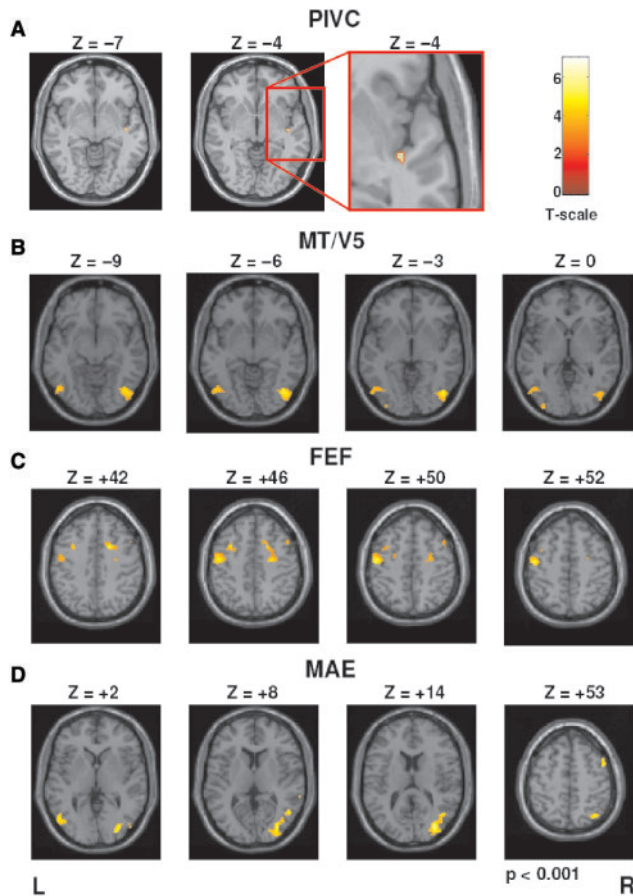 PIVC
A
Z = −7
Z = −4
Z = −4
6
4
2
0
T-scale
MT/V5
B
Z = −9
Z = −6
Z = −3
Z = 0
FEF
C
Z = +42
Z = +46
Z = +50
Z = +52
MAE
D
Z = +2
Z = +8
Z = +14
Z = +53
p < 0.001
L
R